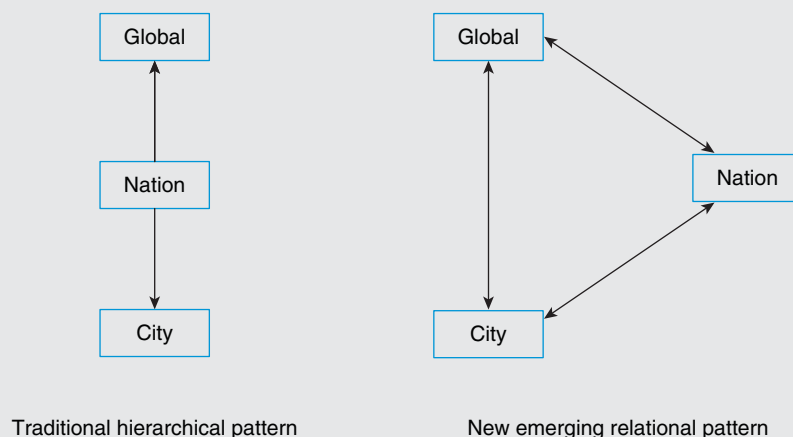 Global
Nation
City
Traditional hierarchical pattern
Global
Nation
City
New emerging relational pattern